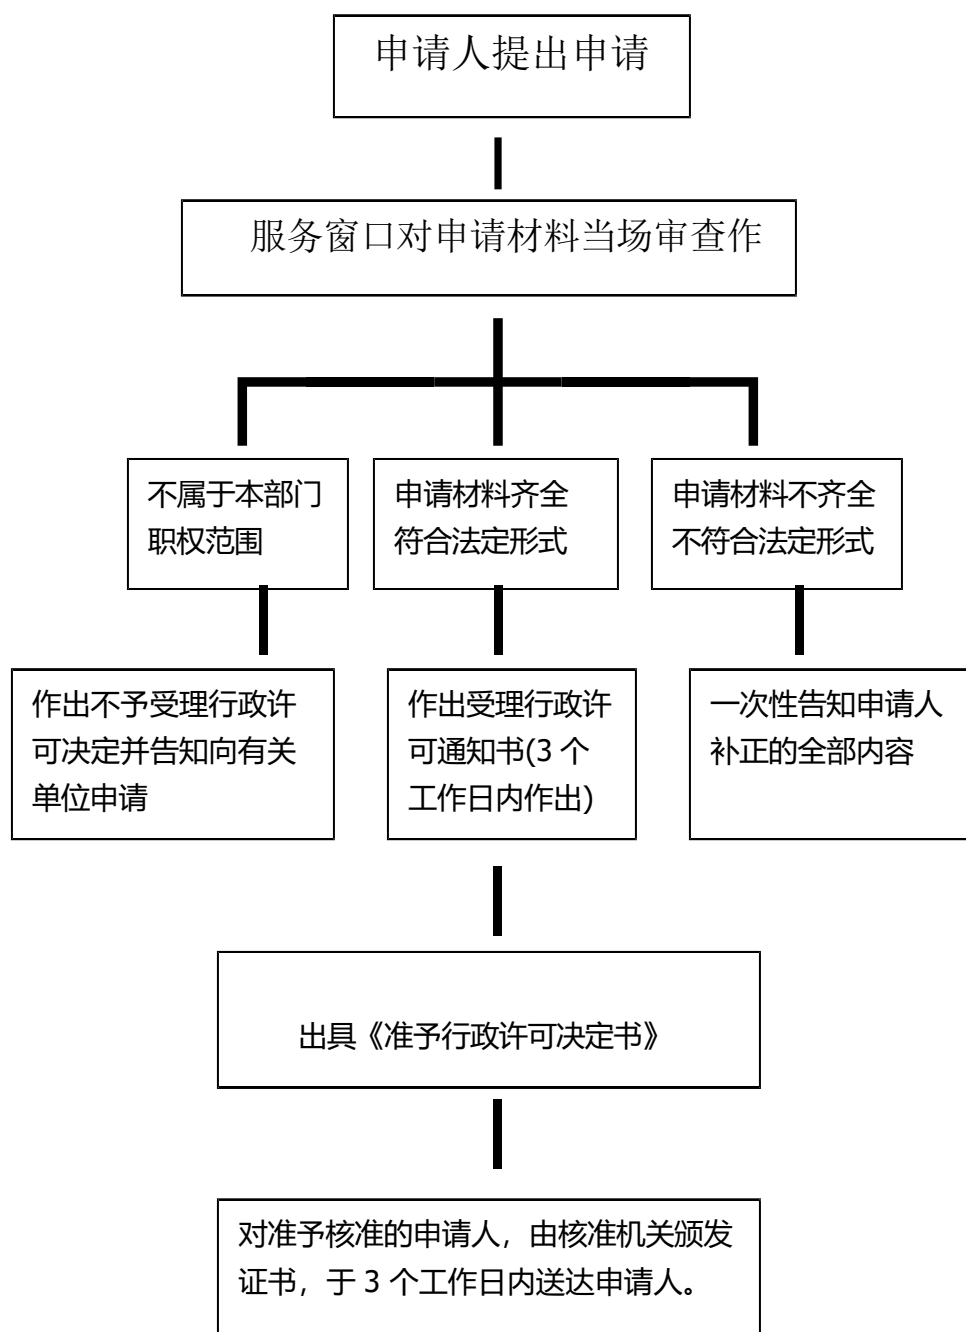 申请人提出申请
服务窗口对申请材料当场审查作
不属于本部门
职权范围
申请材料齐全
符合法定形式
申请材料不齐全
不符合法定形式
作出不予受理行政许
可决定并告知向有关
单位申请
作出受理行政许
可通知书(3 个
工作日内作出)
一次性告知申请人
补正的全部内容
出具《准予行政许可决定书》
对准予核准的申请人，由核准机关颁发
证书，于 3 个工作日内送达申请人。